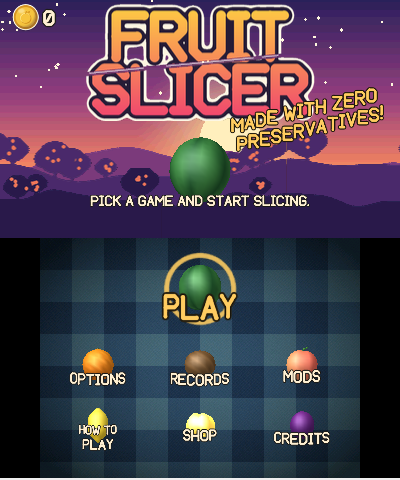 0
FRUIT
SLICER
MADE WITH ZERO
PRESERVATIVES!
PICK A GAME AND START SLICING.
PLAY
OPTIONS
RECORDS
MODS
HOW TO
PLAY
SHOP
CREDITS